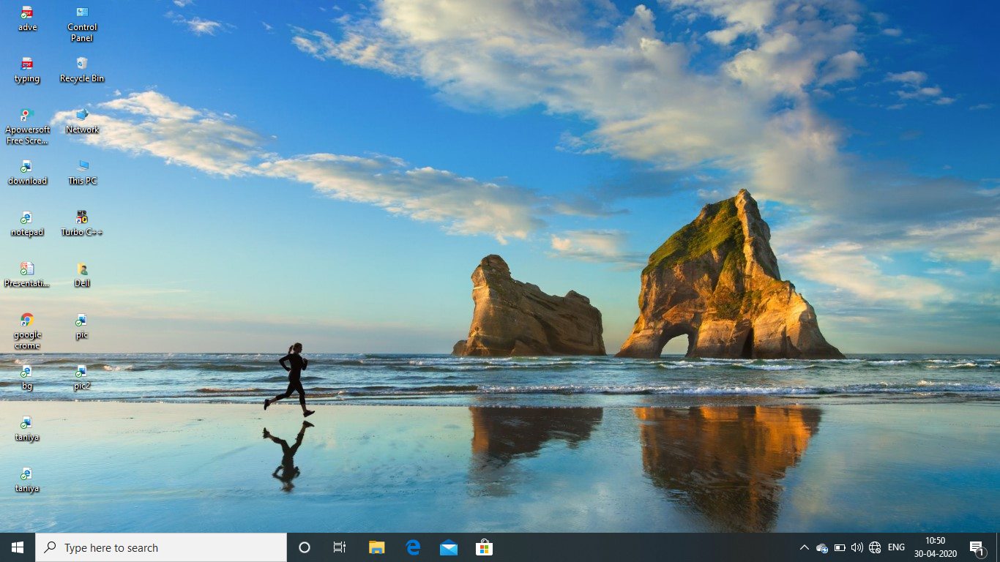 adve
Control
Panel
typing
Recycle Bin
Apowersoft
Free Scre...
Network
download
This PC
notepad
Turbo C++
Presentati...
Dell
google
crome
pic
bg
pic2
taniya
taniya
Type here to search
ENG
10:50
30-04-2020
1